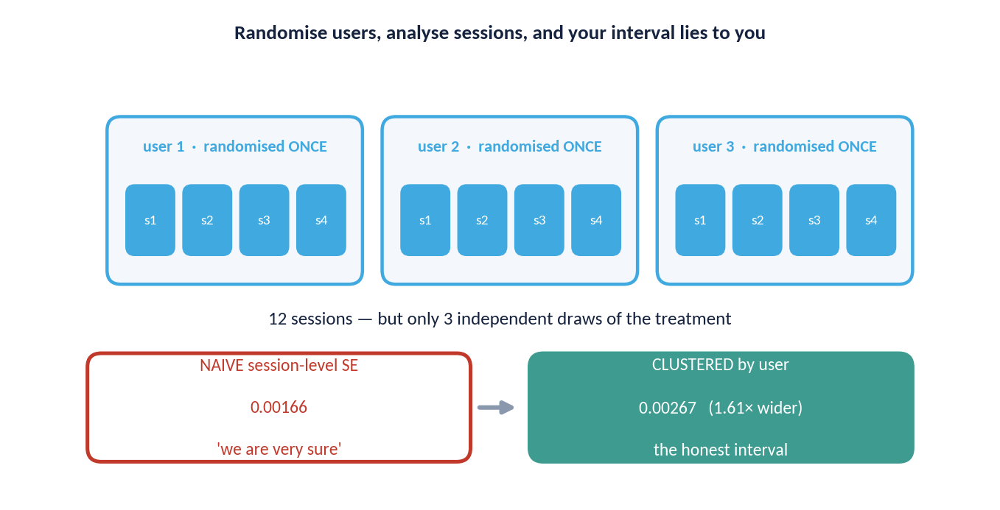 Randomise users, analyse sessions, and your interval lies to you
user 1 · randomised ONCE
user 2 · randomised ONCE
user 3 · randomised ONCE
s1 s2 s3 s4
s1 s2 s3 s4
s1 s2 s3 s4
12 sessions — but only 3 independent draws of the treatment
NAIVE session-level SE
0.00166
'we are very sure'
CLUSTERED by user
0.00267 (1.61× wider)
the honest interval